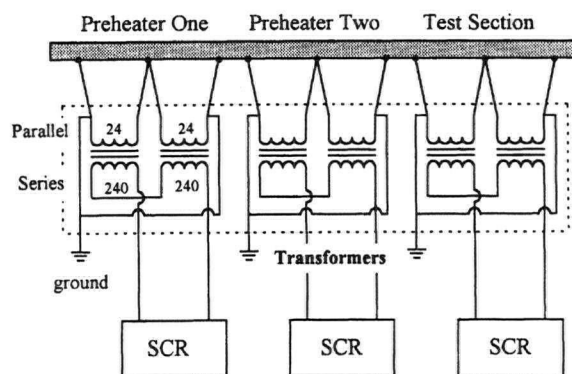 Preheater One Preheater Two Test Section
Parallel 24 24
Series 240 240
Transformers
ground
SCR SCR SCR